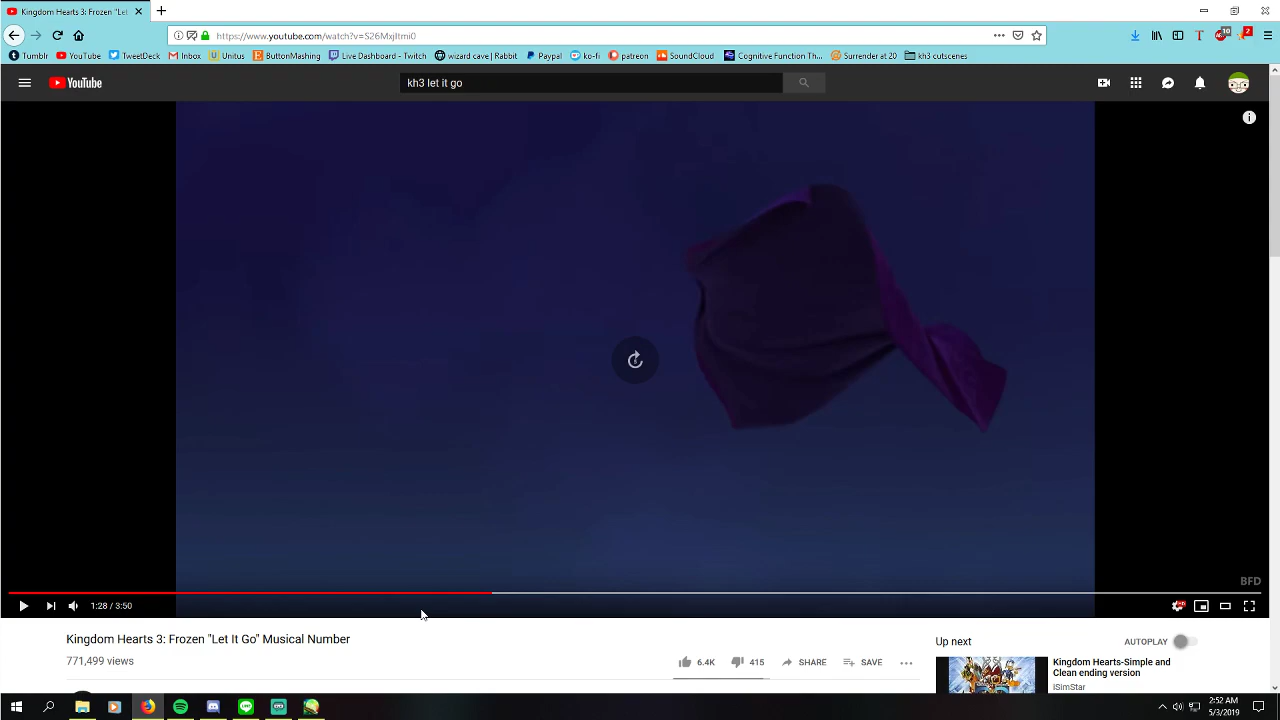 Kingdom Hearts 3: Frozen "Let
https://www.youtube.com/watch?v=S26MxjItmi0
Tumblr YouTube TweetDeck Inbox Unitus ButtonMashing Live Dashboard - Twitch wizard cave | Rabbit Paypal ko-fi patreon SoundCloud Cognitive Function Th... Surrender at 20 kh3 cutscenes
10 2
YouTube
kh3 let it go
BFD
1:28 / 3:50
HD
Kingdom Hearts 3: Frozen "Let It Go" Musical Number
771,499 views
6.4K 415 SHARE SAVE
Up next
AUTOPLAY
Kingdom Hearts-Simple and
Clean ending version
iSimStar
2:52 AM
5/3/2019